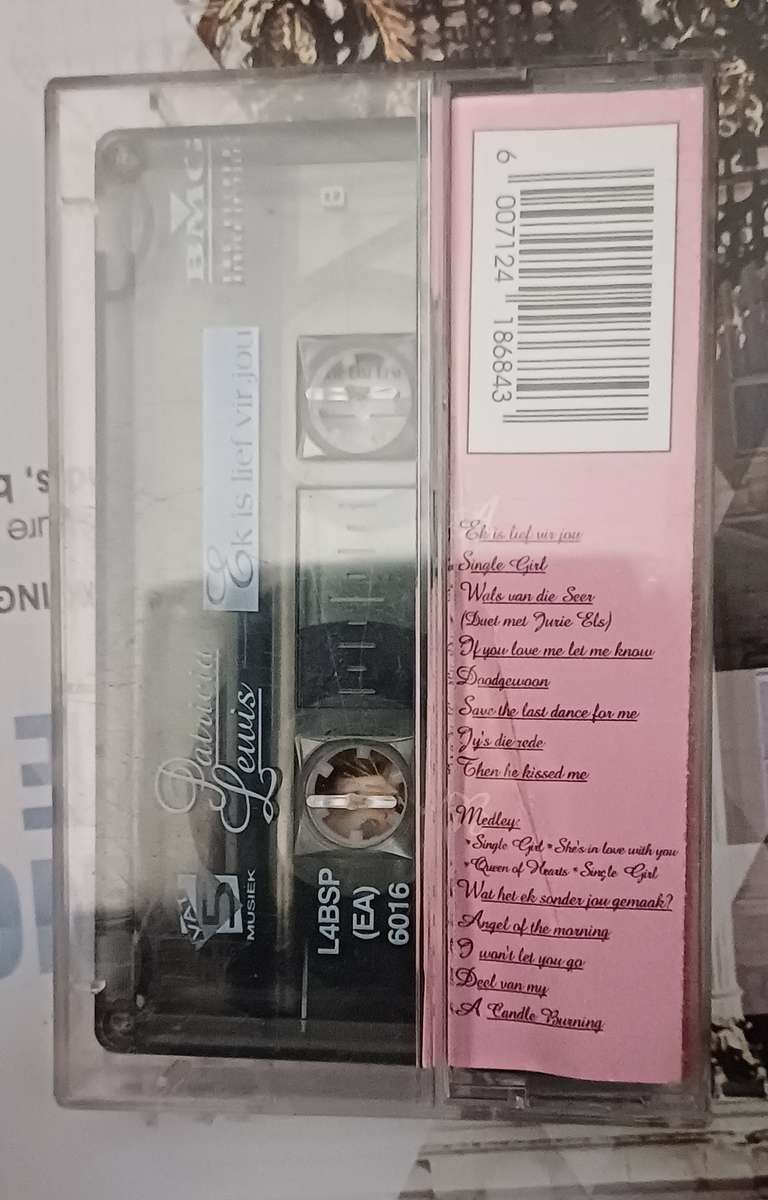 6 007124 186843
Ek is lief vir jou
Single Girl
Wals van die Seer
(Duet met Jurie Els)
If you love me let me know
Doodgewoon
Save the last dance for me
Jy's die rede
Then he kissed me
Medley:
*Single Girl *She's in love with you
*Queen of Hearts *Single Girl
Wat het ek sonder jou gemaak?
Angel of the morning
I won't let you go
Deel van my
A Candle Burning
BMG
B
Ek is lief vir jou
Patricia
Lewis
VAT
5
MUSIEK
L4BSP
(EA)
6016